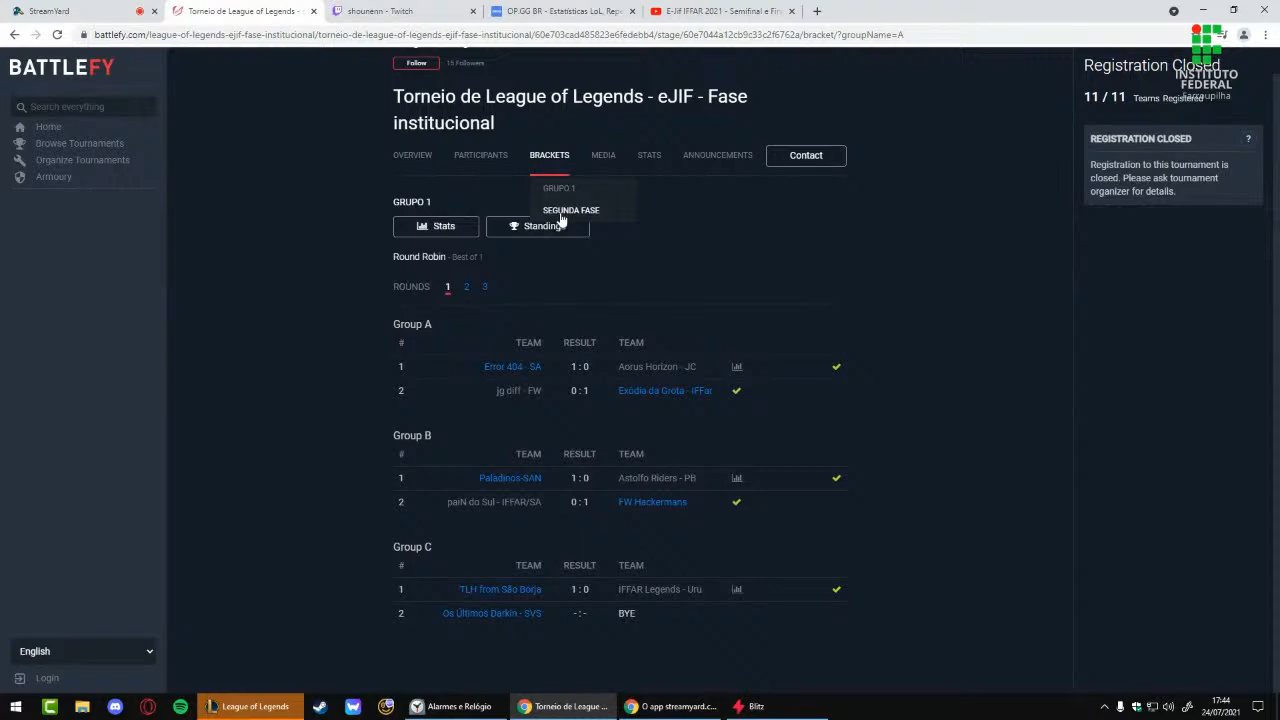 StreamYard
Torneio de League of Legends -
shounenn - Twitch
OP.GG BR - Estatísticas LoL, Rep
E-Jif IFFAR 2021 - Semifinal e Fin
battlefy.com/league-of-legends-ejif-institucional/torneio-de-league-of-legends-ejif-fase-institucional/60e703cad485823e6fedebb4/stage/60e7044a12cb9c3b2f6762a/bracket/?groupName=A
BATTLEFY
Search everything
Home
Browse Tournaments
Organize Tournaments
Armoury
English
Login
Follow
15 Followers
Torneio de League of Legends - eJIF - Fase
institucional
OVERVIEW PARTICIPANTS BRACKETS MEDIA STATS ANNOUNCEMENTS Contact
GRUPO 1
SEGUNDA FASE
GRUPO 1
Stats Standings
Round Robin - Best of 1
ROUNDS 1 2 3
Group A
# TEAM RESULT TEAM
1 Error 404 - SA 1 : 0 Aorus Horizon - JC
2 jg diff - FW 0 : 1 Exódia da Grota - IFFar
Group B
# TEAM RESULT TEAM
1 Paladinos-SAN 1 : 0 Astolfo Riders - PB
2 paiN do Sul - IFFAR/SA 0 : 1 FW Hackermans
Group C
# TEAM RESULT TEAM
1 TLH from São Borja 1 : 0 IFFAR Legends - Uru
2 Os Últimos Darkin - SVS - : - BYE
Registration Closed
11 / 11 Teams Registered
REGISTRATION CLOSED ?
Registration to this tournament is
closed. Please ask tournament
organizer for details.
INSTITUTO
FEDERAL
Farroupilha
League of Legends
Alarmes e Relógio
Torneio de League ...
O app streamyard.c...
Blitz
17:44
24/07/2021